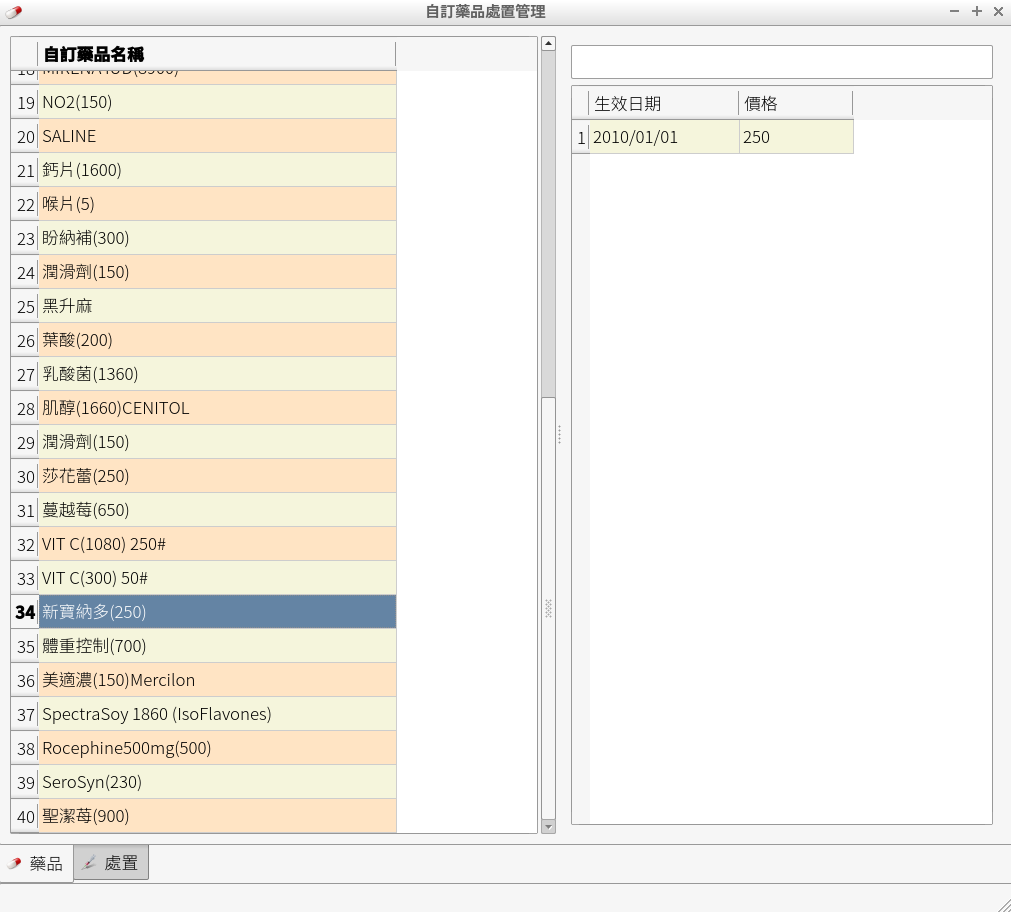 自訂藥品處置管理
自訂藥品名稱
18 MIRENA IUD(8900)
19 NO2(150)
20 SALINE
21 鈣片(1600)
22 喉片(5)
23 盼納補(300)
24 潤滑劑(150)
25 黑升麻
26 葉酸(200)
27 乳酸菌(1360)
28 肌醇(1660)CENITOL
29 潤滑劑(150)
30 莎花蕾(250)
31 蔓越莓(650)
32 VIT C(1080) 250#
33 VIT C(300) 50#
34 新寶納多(250)
35 體重控制(700)
36 美適濃(150)Mercilon
37 SpectraSoy 1860 (IsoFlavones)
38 Rocephine500mg(500)
39 SeroSyn(230)
40 聖潔莓(900)
生效日期 價格
1 2010/01/01 250
藥品 處置